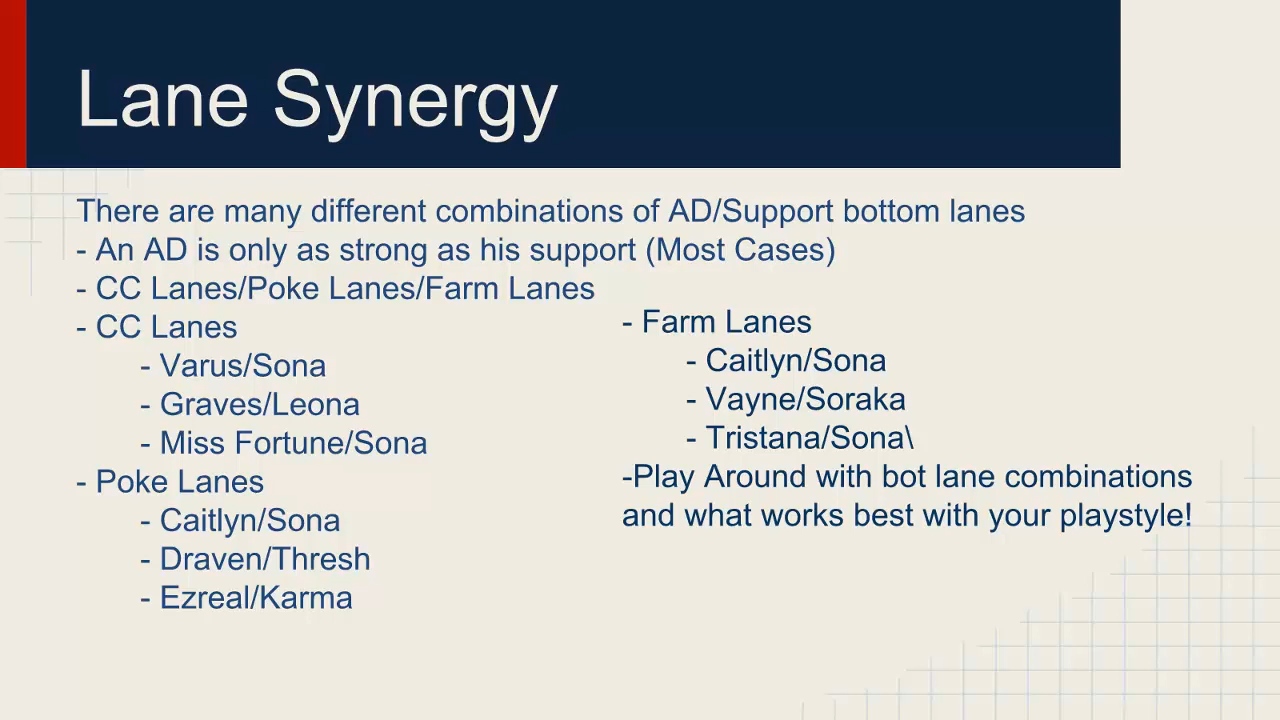 Lane Synergy
There are many different combinations of AD/Support bottom lanes
- An AD is only as strong as his support (Most Cases)
- CC Lanes/Poke Lanes/Farm Lanes
- CC Lanes
- Varus/Sona
- Graves/Leona
- Miss Fortune/Sona
- Poke Lanes
- Caitlyn/Sona
- Draven/Thresh
- Ezreal/Karma
- Farm Lanes
- Caitlyn/Sona
- Vayne/Soraka
- Tristana/Sona\
-Play Around with bot lane combinations
and what works best with your playstyle!